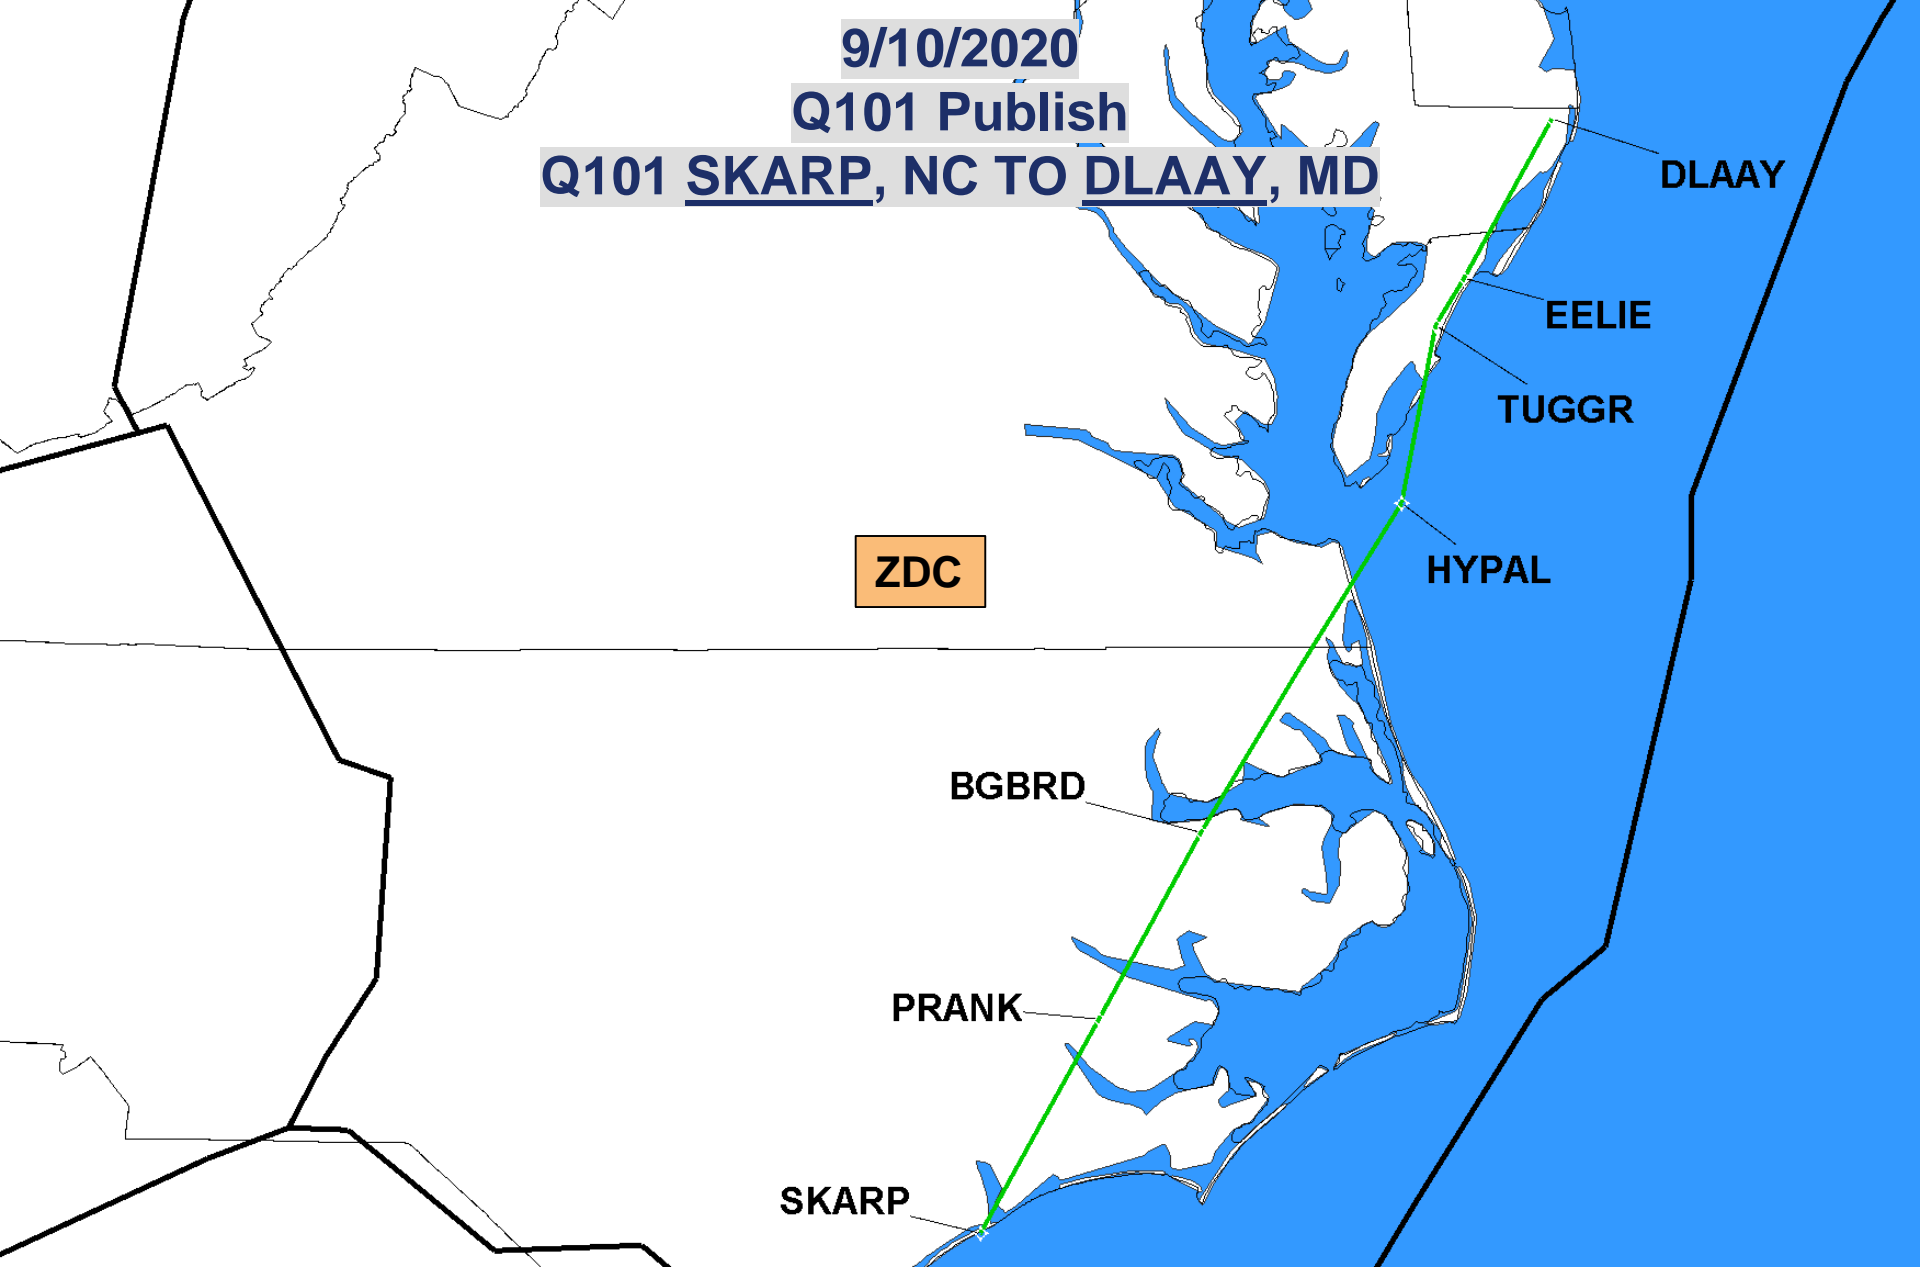 9/10/2020
Q101 Publish
Q101 SKARP, NC TO DLAAY, MD
DLAAY
EELIE
TUGGR
HYPAL
ZDC
BGBRD
PRANK
SKARP